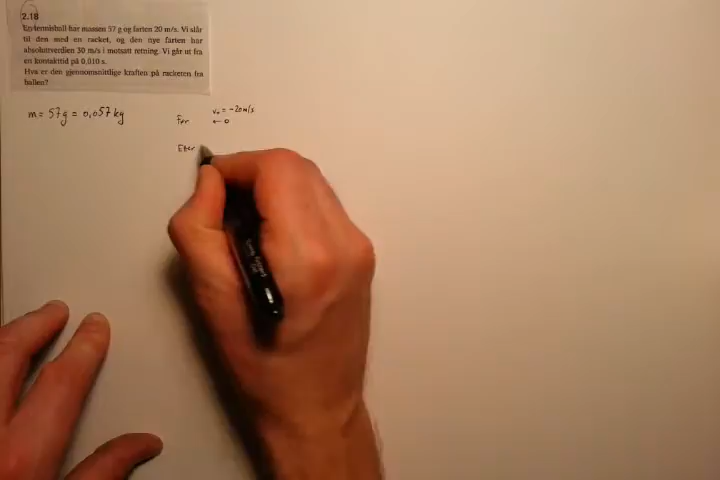 2.18
En tennisball har massen 57 g og farten 20 m/s. Vi slår
til den med en racket, og den nye farten har
absoluttverdien 30 m/s i motsatt retning. Vi går ut fra
en kontakttid på 0,010 s.
Hva er den gjennomsnittlige kraften på racketen fra
ballen?
m = 57g = 0,057 kg
v₀ = -20 m/s
Før ← o
Etter